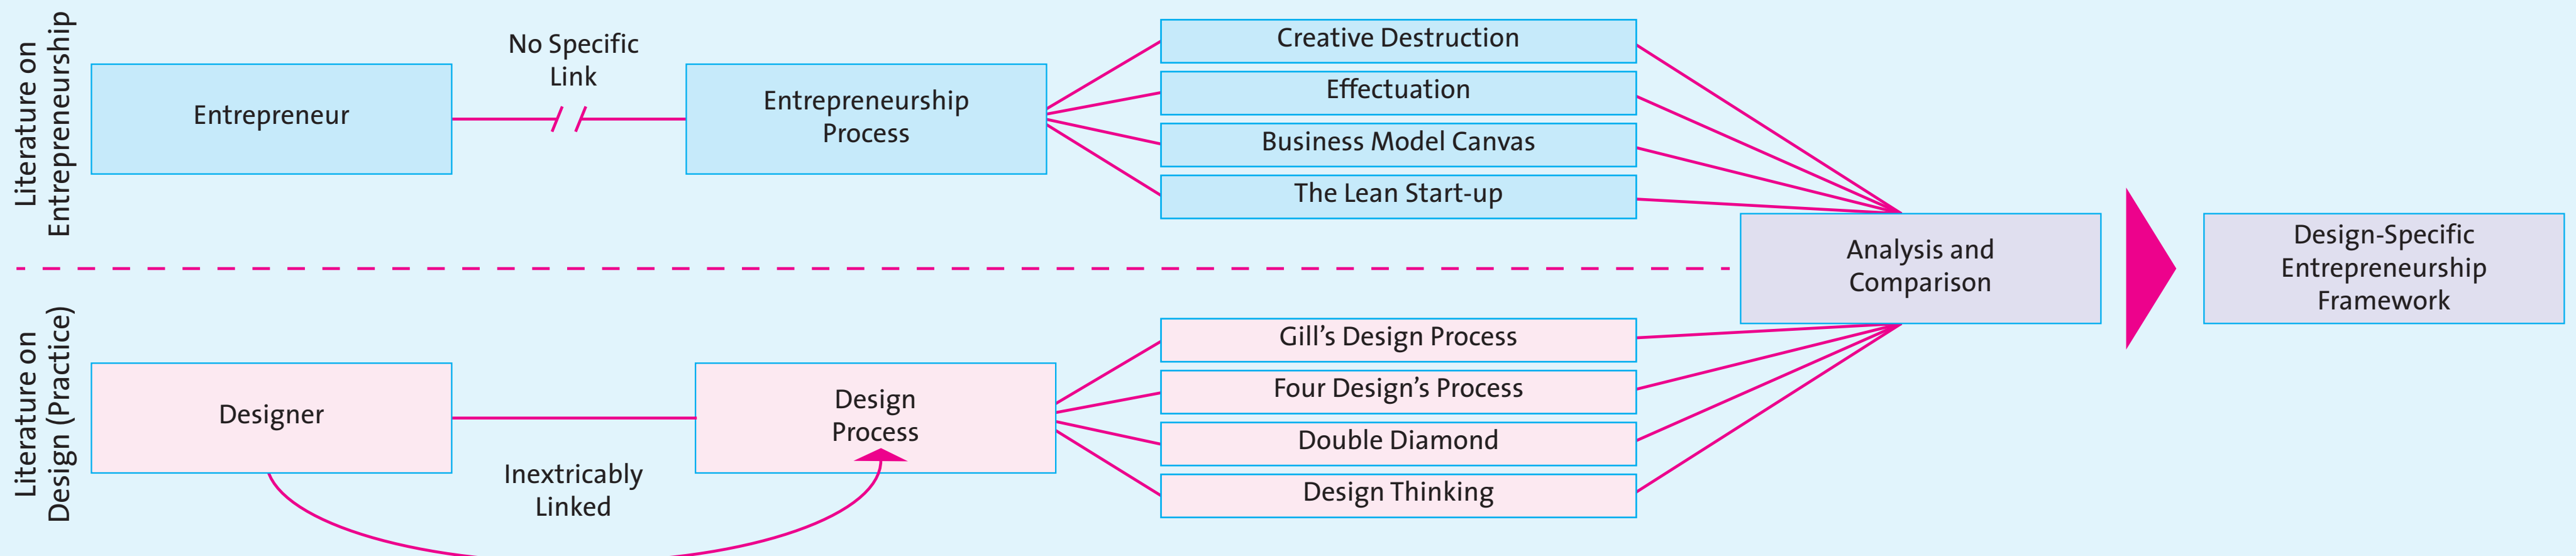 Literature on
Entrepreneurship
Entrepreneur
No Specific
Link
Entrepreneurship
Process
Creative Destruction
Effectuation
Business Model Canvas
The Lean Start-up
Analysis and
Comparison
Design-Specific
Entrepreneurship
Framework
Literature on
Design (Practice)
Designer
Inextricably
Linked
Design
Process
Gill’s Design Process
Four Design’s Process
Double Diamond
Design Thinking